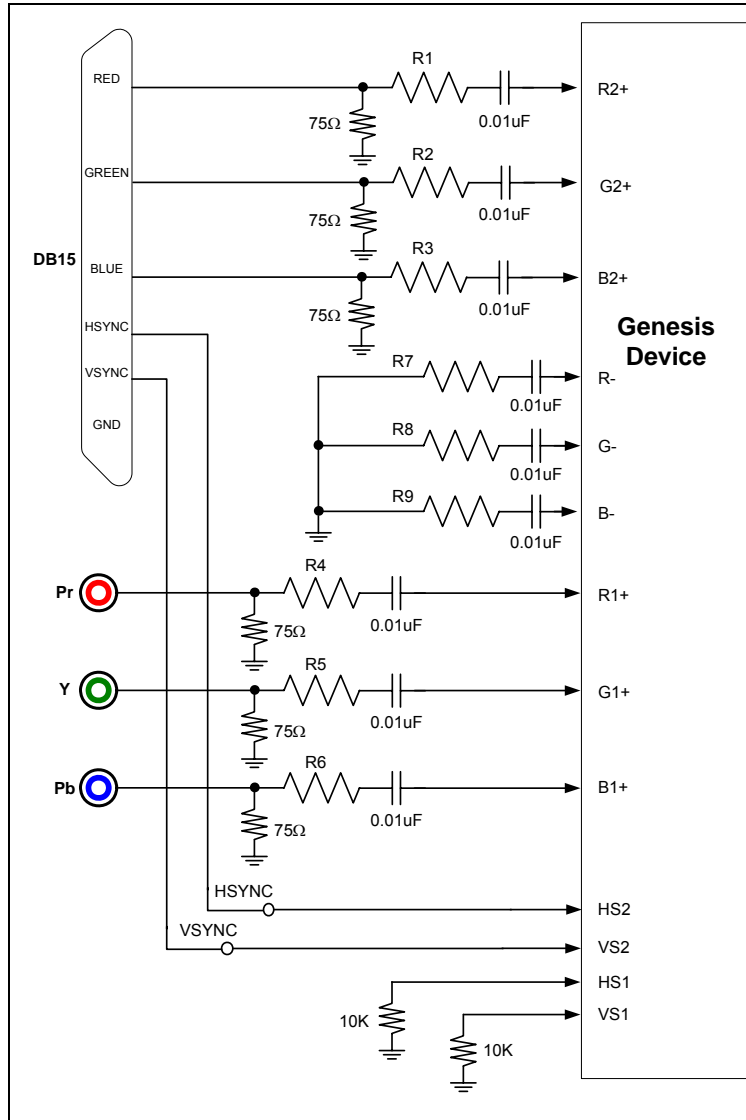 RED
R1
R2+
75Ω
0.01uF
GREEN
R2
G2+
75Ω
0.01uF
DB15
BLUE
R3
B2+
75Ω
0.01uF
HSYNC
Genesis
Device
VSYNC
R7
R-
0.01uF
GND
R8
G-
0.01uF
R9
B-
0.01uF
Pr
R4
R1+
75Ω
0.01uF
Y
R5
G1+
75Ω
0.01uF
Pb
R6
B1+
75Ω
0.01uF
HSYNC
HS2
VSYNC
VS2
HS1
10K
VS1
10K